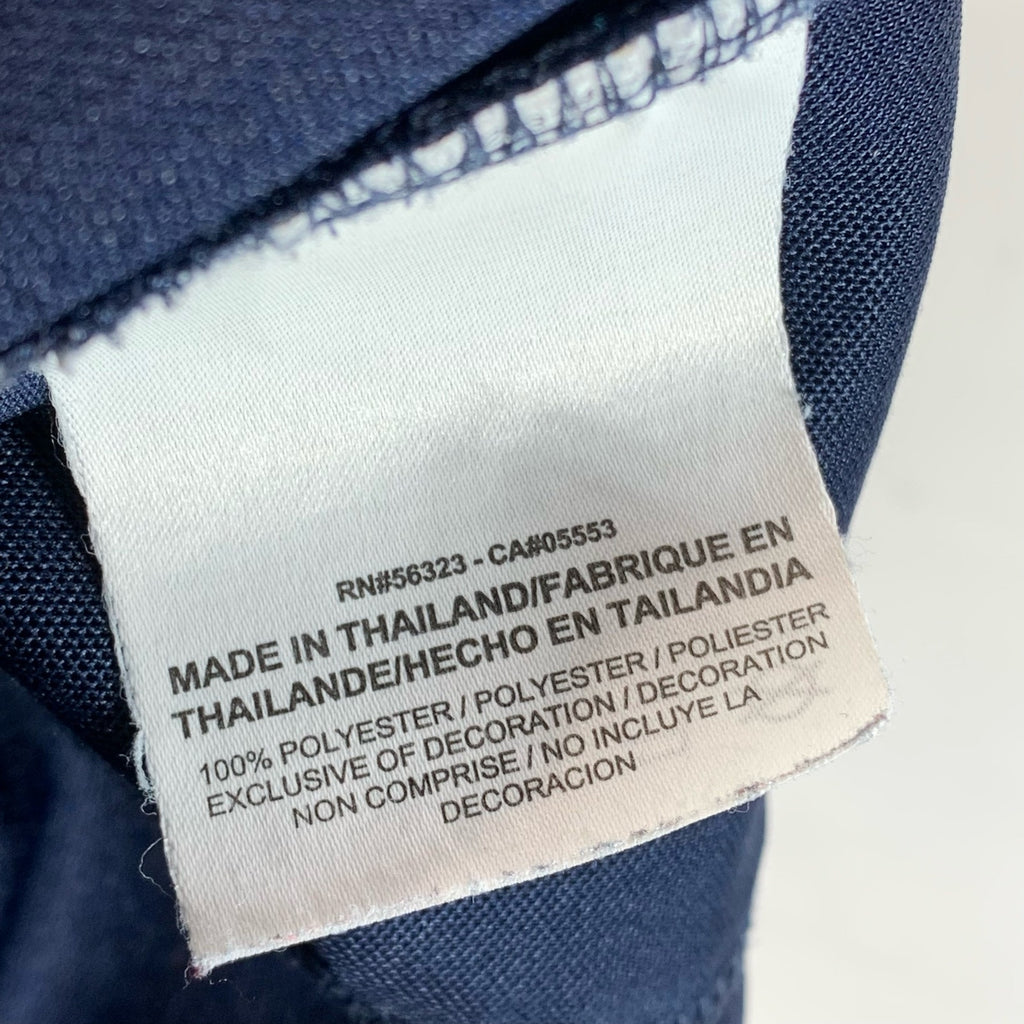 RN#56323 - CA#05553
MADE IN THAILAND/FABRIQUE EN
THAILANDE/HECHO EN TAILANDIA
100% POLYESTER / POLYESTER / POLIESTER
EXCLUSIVE OF DECORATION / DECORATION
NON COMPRISE / NO INCLUYE LA
DECORACION